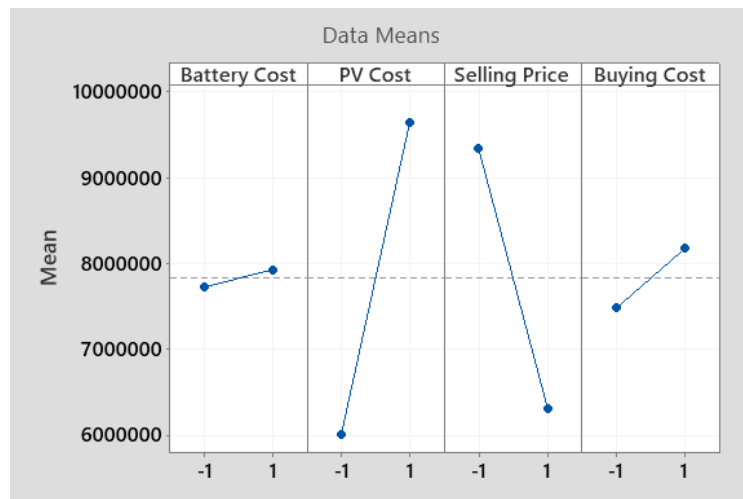 Data Means
Battery Cost PV Cost Selling Price Buying Cost
10000000
9000000
8000000
7000000
6000000
Mean
-1 1 -1 1 -1 1 -1 1